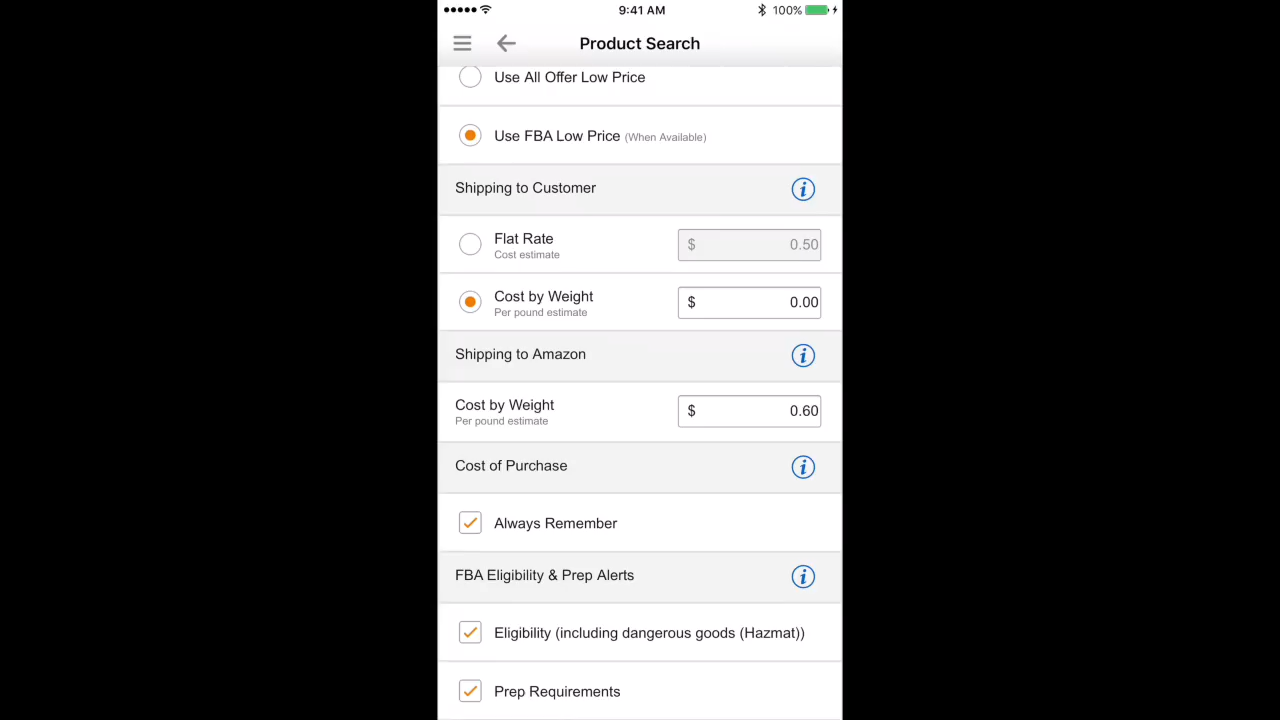 9:41 AM
100%
Product Search
Use All Offer Low Price
Use FBA Low Price (When Available)
Shipping to Customer
i
Flat Rate
$ 0.50
Cost estimate
Cost by Weight
$ 0.00
Per pound estimate
Shipping to Amazon
i
Cost by Weight
$ 0.60
Per pound estimate
Cost of Purchase
i
Always Remember
FBA Eligibility & Prep Alerts
i
Eligibility (including dangerous goods (Hazmat))
Prep Requirements